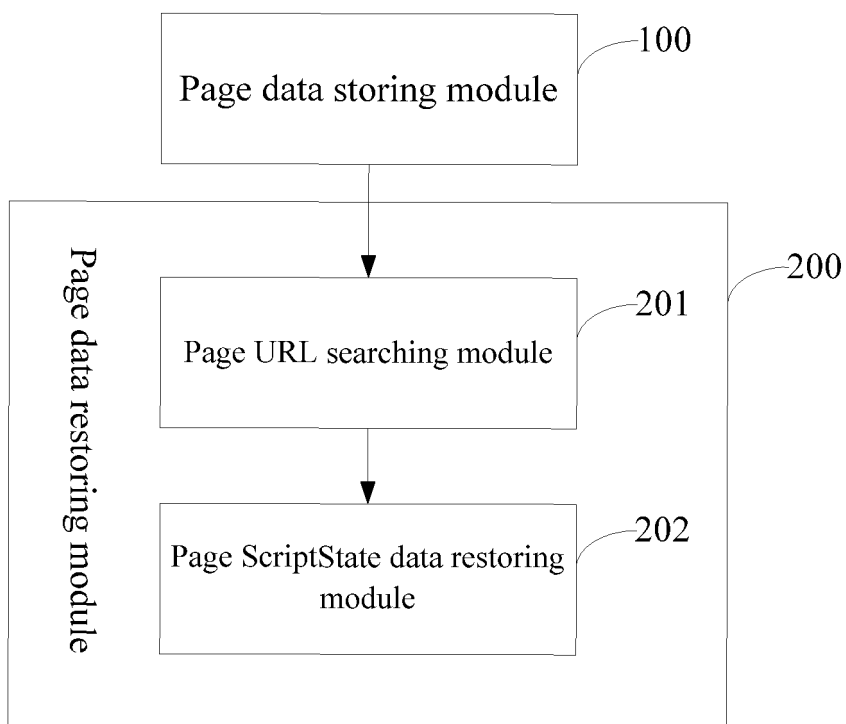 Page data storing module
100
Page data restoring module
200
Page URL searching module
201
Page ScriptState data restoring
module
202